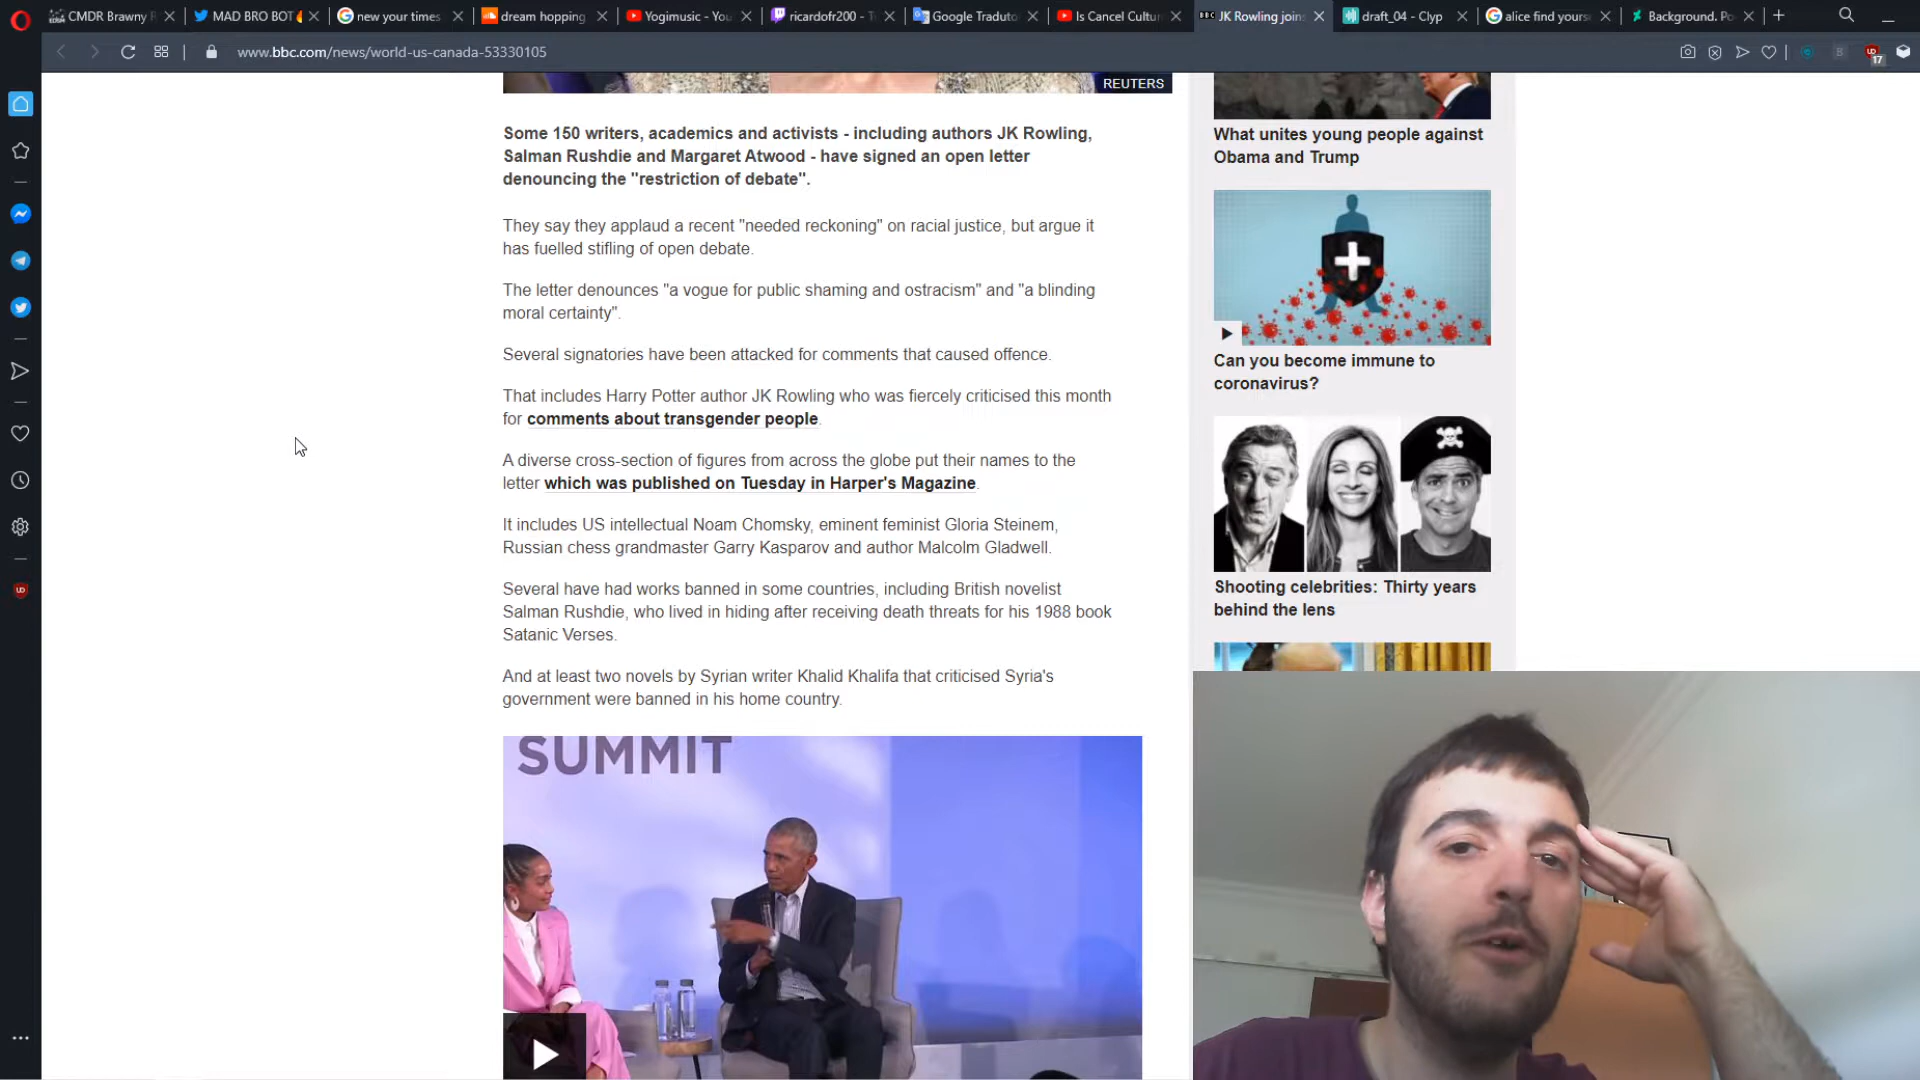 CMDR Brawny R
MAD BRO BOT
new your times
dream hopping
Yogimusic - You
ricardofr200 - T
Google Traduto
Is Cancel Cultur
BBC JK Rowling joins
draft_04 - Clyp
alice find yours
Background. Po
www.bbc.com/news/world-us-canada-53330105
17
REUTERS
Some 150 writers, academics and activists - including authors JK Rowling,
Salman Rushdie and Margaret Atwood - have signed an open letter
denouncing the "restriction of debate".
They say they applaud a recent "needed reckoning" on racial justice, but argue it
has fuelled stifling of open debate.
The letter denounces "a vogue for public shaming and ostracism" and "a blinding
moral certainty".
Several signatories have been attacked for comments that caused offence.
That includes Harry Potter author JK Rowling who was fiercely criticised this month
for comments about transgender people.
A diverse cross-section of figures from across the globe put their names to the
letter which was published on Tuesday in Harper's Magazine.
It includes US intellectual Noam Chomsky, eminent feminist Gloria Steinem,
Russian chess grandmaster Garry Kasparov and author Malcolm Gladwell.
Several have had works banned in some countries, including British novelist
Salman Rushdie, who lived in hiding after receiving death threats for his 1988 book
Satanic Verses.
And at least two novels by Syrian writer Khalid Khalifa that criticised Syria's
government were banned in his home country.
SUMMIT
What unites young people against
Obama and Trump
Can you become immune to
coronavirus?
Shooting celebrities: Thirty years
behind the lens